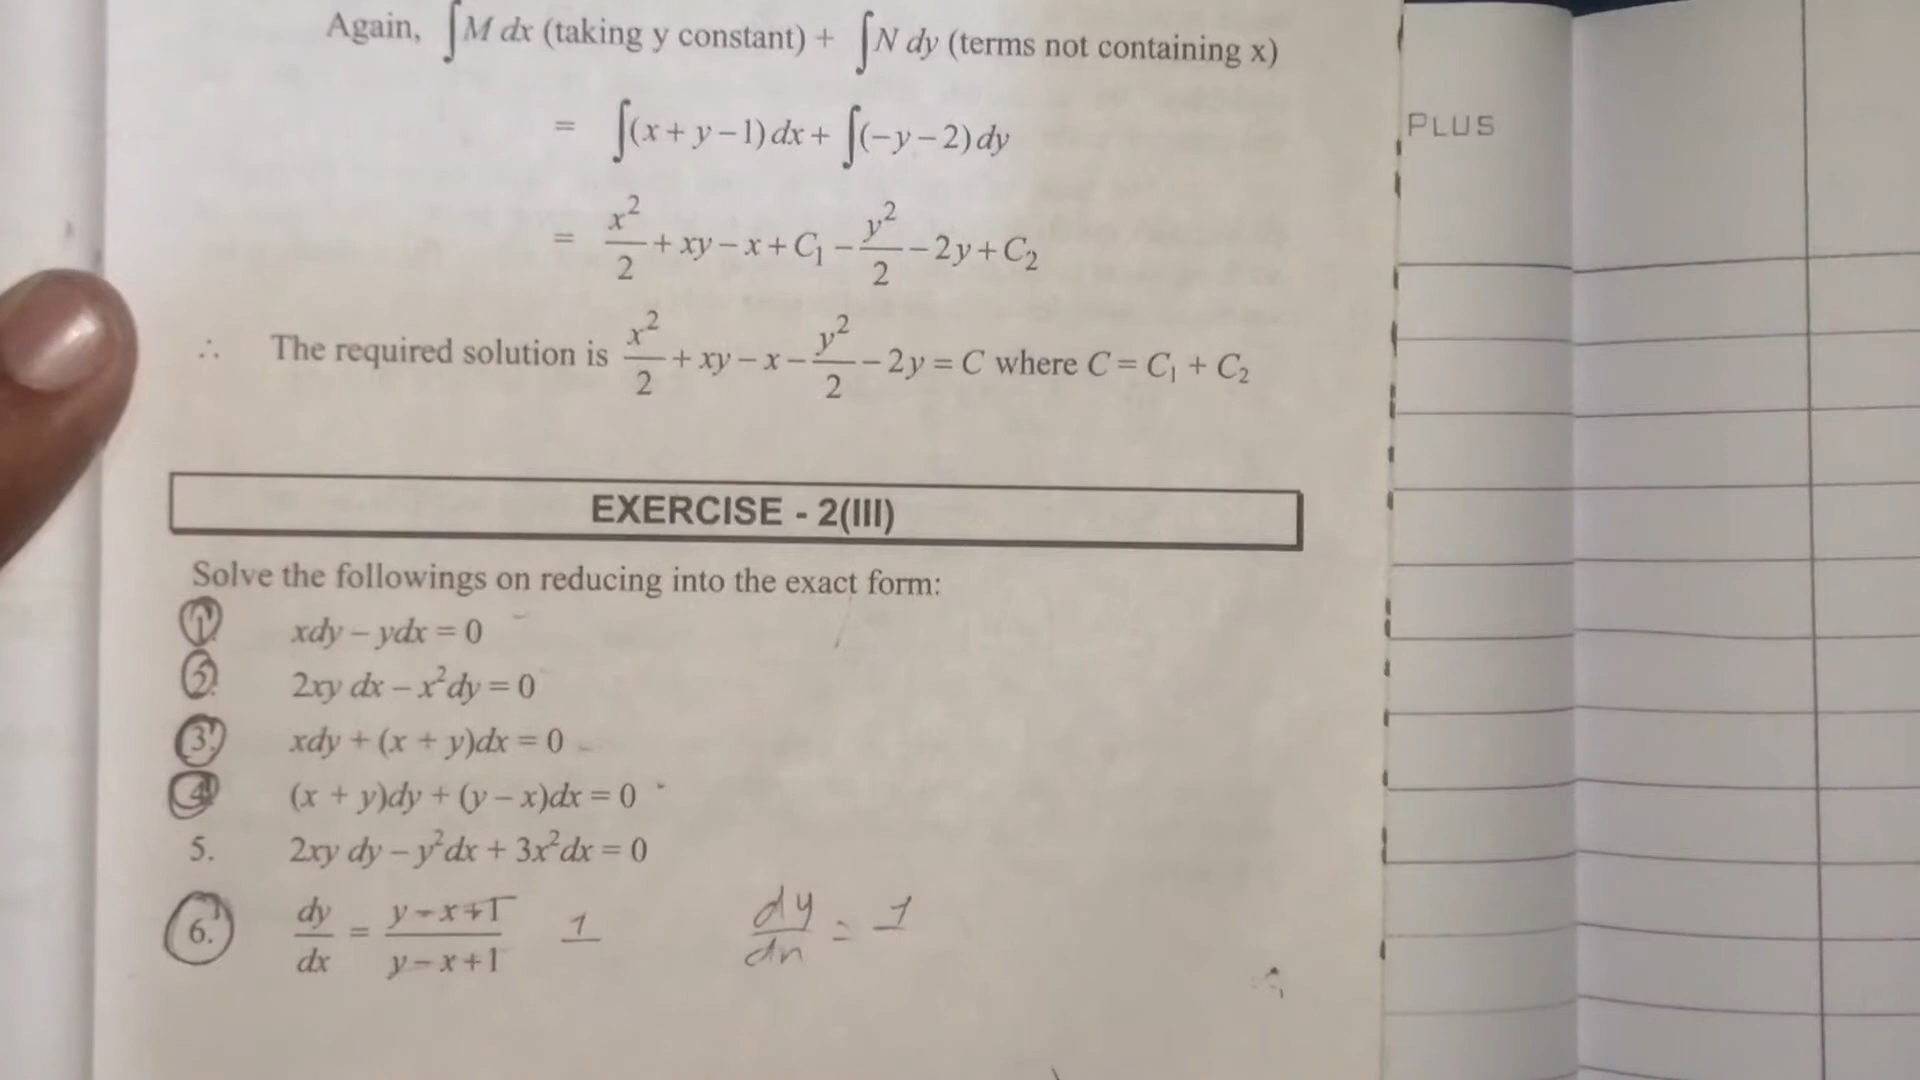 Again, ∫M dx (taking y constant) + ∫N dy (terms not containing x)
= ∫(x + y – 1) dx + ∫(–y – 2) dy
= x²/2 + xy – x + C₁ – y²/2 – 2y + C₂
∴ The required solution is x²/2 + xy – x – y²/2 – 2y = C where C = C₁ + C₂
EXERCISE - 2(III)
Solve the followings on reducing into the exact form:
1. xdy – ydx = 0
2. 2xy dx – x²dy = 0
3. xdy + (x + y)dx = 0
4. (x + y)dy + (y – x)dx = 0
5. 2xy dy – y²dx + 3x²dx = 0
6. dy/dx = y – x + 1/y – x + 1 1 dy/dn = 1
PLUS